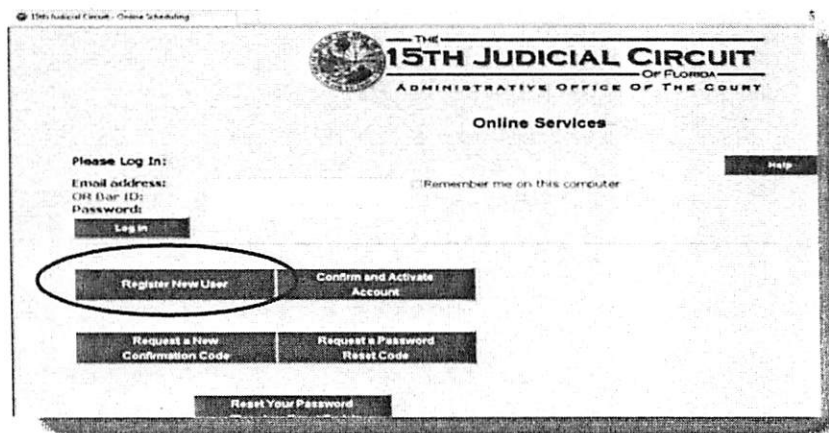 15th Judicial Circuit - Online Scheduling
THE
15TH JUDICIAL CIRCUIT
OF FLORIDA
ADMINISTRATIVE OFFICE OF THE COURT
Online Services
Please Log In:
Help
Email address:
Remember me on this computer
OR Bar ID:
Password:
Log In
Register New User
Confirm and Activate
Account
Request a New
Confirmation Code
Request a Password
Reset Code
Reset Your Password